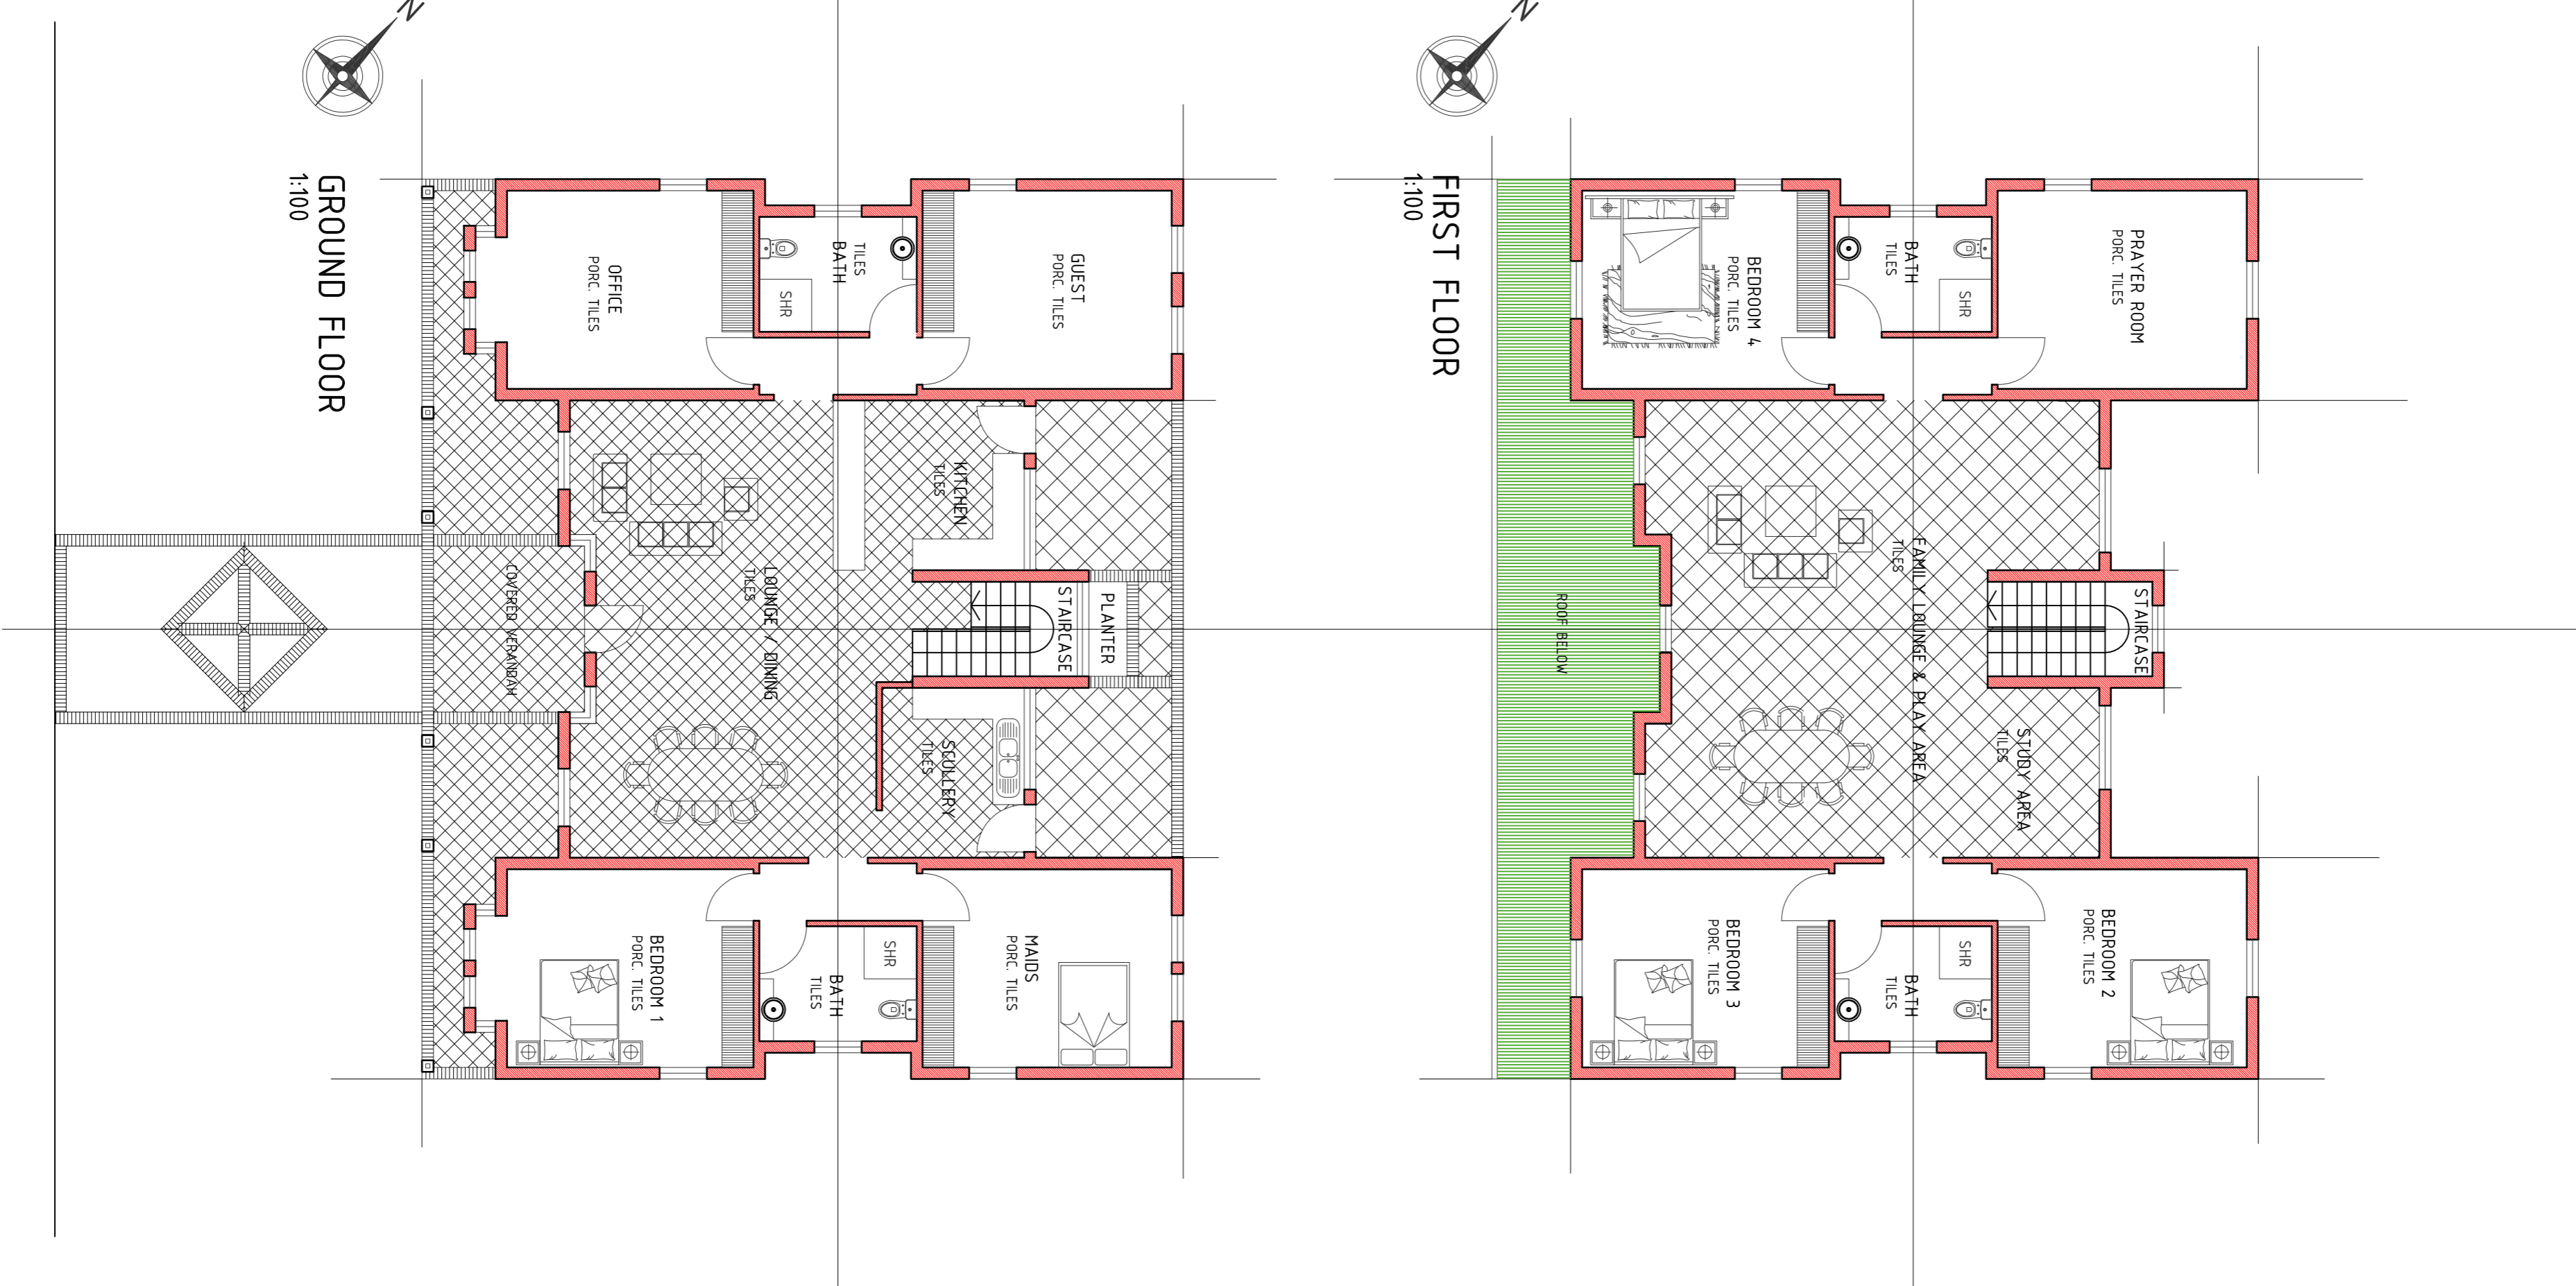 N
GROUND FLOOR
1:100
OFFICE
PORC. TILES
TILES
BATH
SHR
GUEST
PORC. TILES
KITCHEN
TILES
COVERED VERANDAH
LOUNGE / DINING
TILES
STAIRCASE
PLANTER
SCULLERY
TILES
BEDROOM 1
PORC. TILES
BATH
TILES
SHR
MAIDS
PORC. TILES
N
FIRST FLOOR
1:100
BEDROOM 4
PORC. TILES
BATH
TILES
SHR
PRAYER ROOM
PORC. TILES
ROOF BELOW
FAMILY LOUNGE & PLAY AREA
TILES
STAIRCASE
STUDY AREA
TILES
BEDROOM 3
PORC. TILES
BATH
TILES
SHR
BEDROOM 2
PORC. TILES